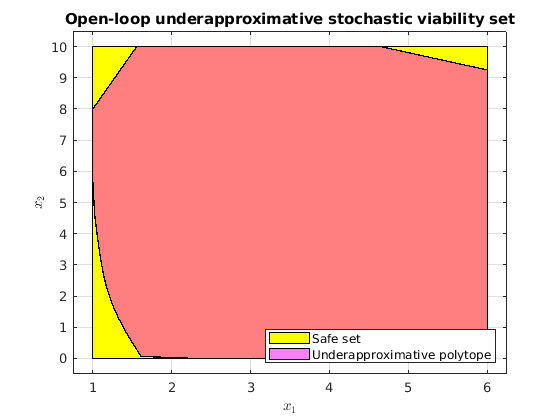 Open-loop underapproximative stochastic viability set
10
9
8
7
6
5
4
3
2
1
0
x₂
Safe set
Underapproximative polytope
1 2 3 4 5 6
x₁